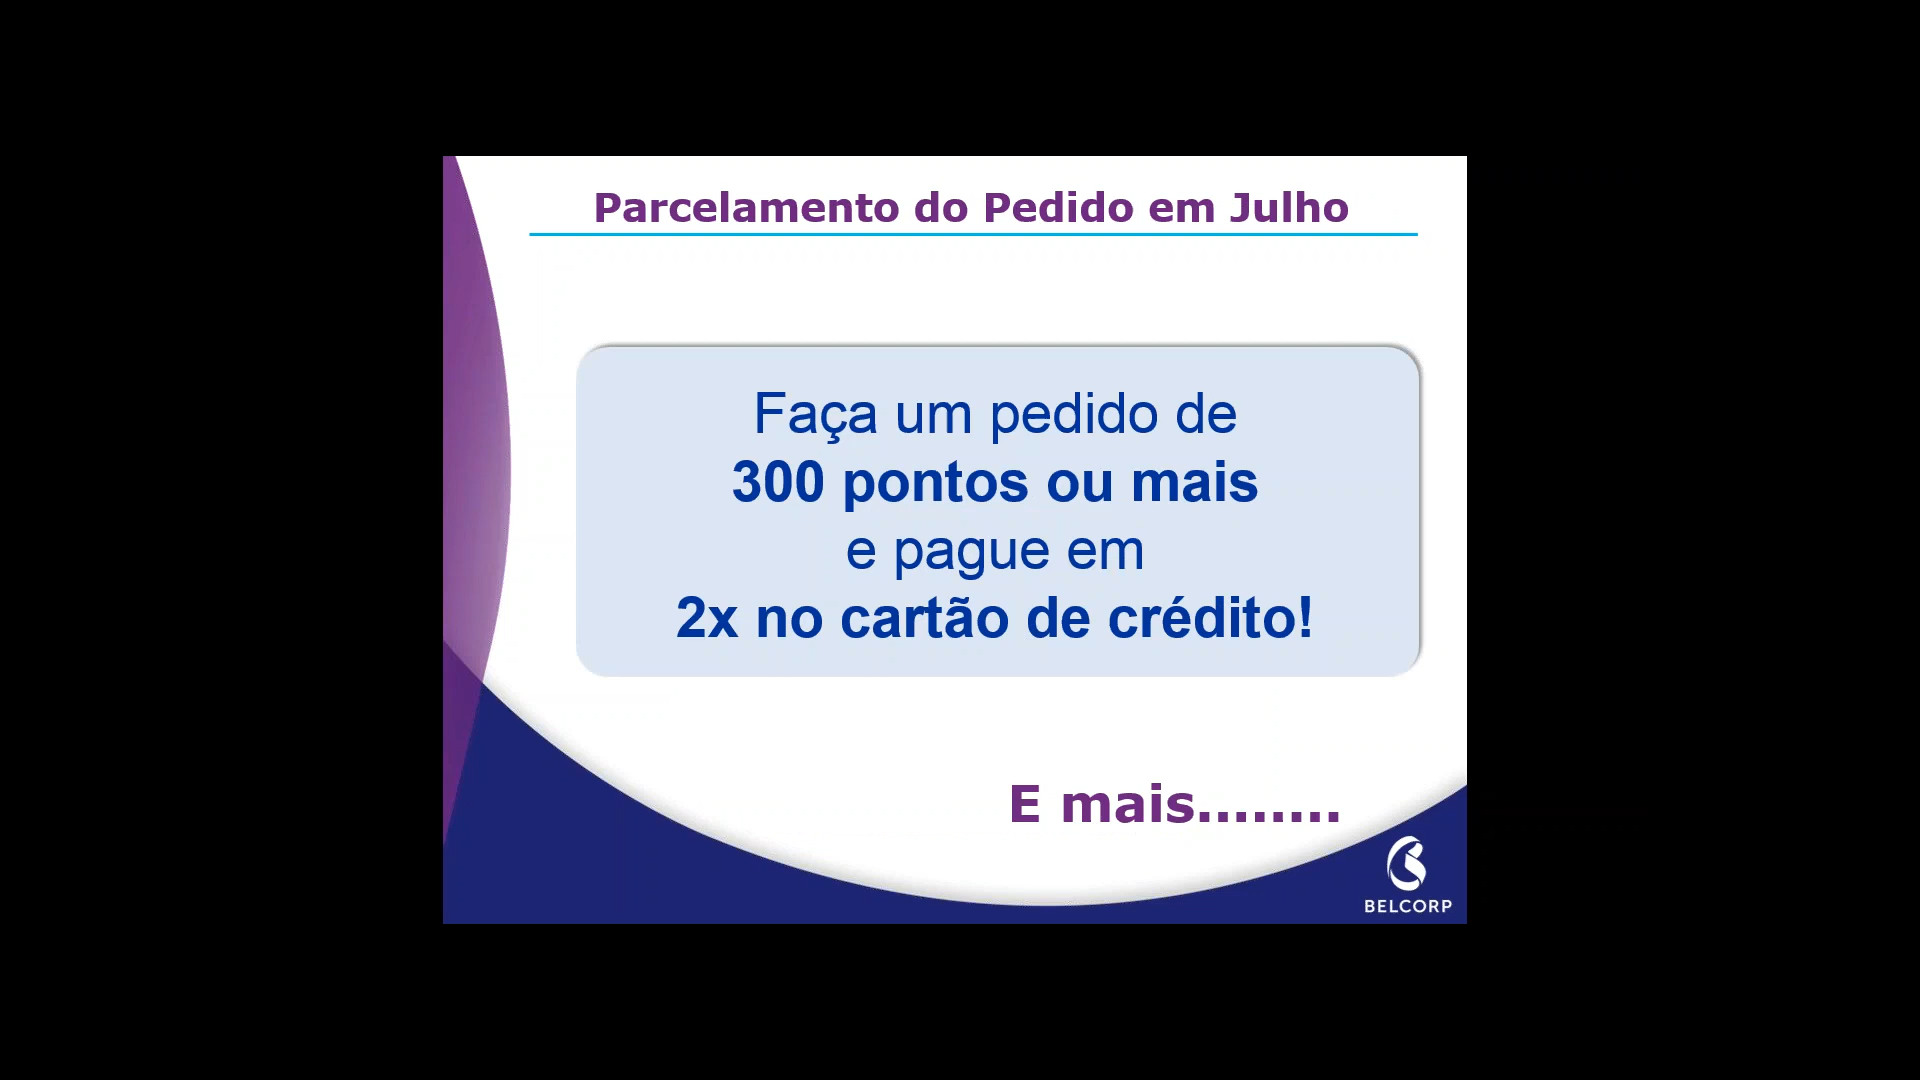 Parcelamento do Pedido em Julho
Faça um pedido de
300 pontos ou mais
e pague em
2x no cartão de crédito!
E mais........
BELCORP